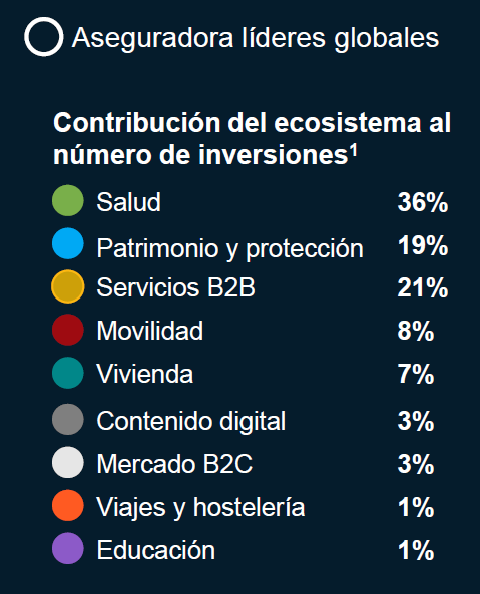 Aseguradora líderes globales
Contribución del ecosistema al
número de inversiones¹
Salud 36%
Patrimonio y protección 19%
Servicios B2B 21%
Movilidad 8%
Vivienda 7%
Contenido digital 3%
Mercado B2C 3%
Viajes y hostelería 1%
Educación 1%